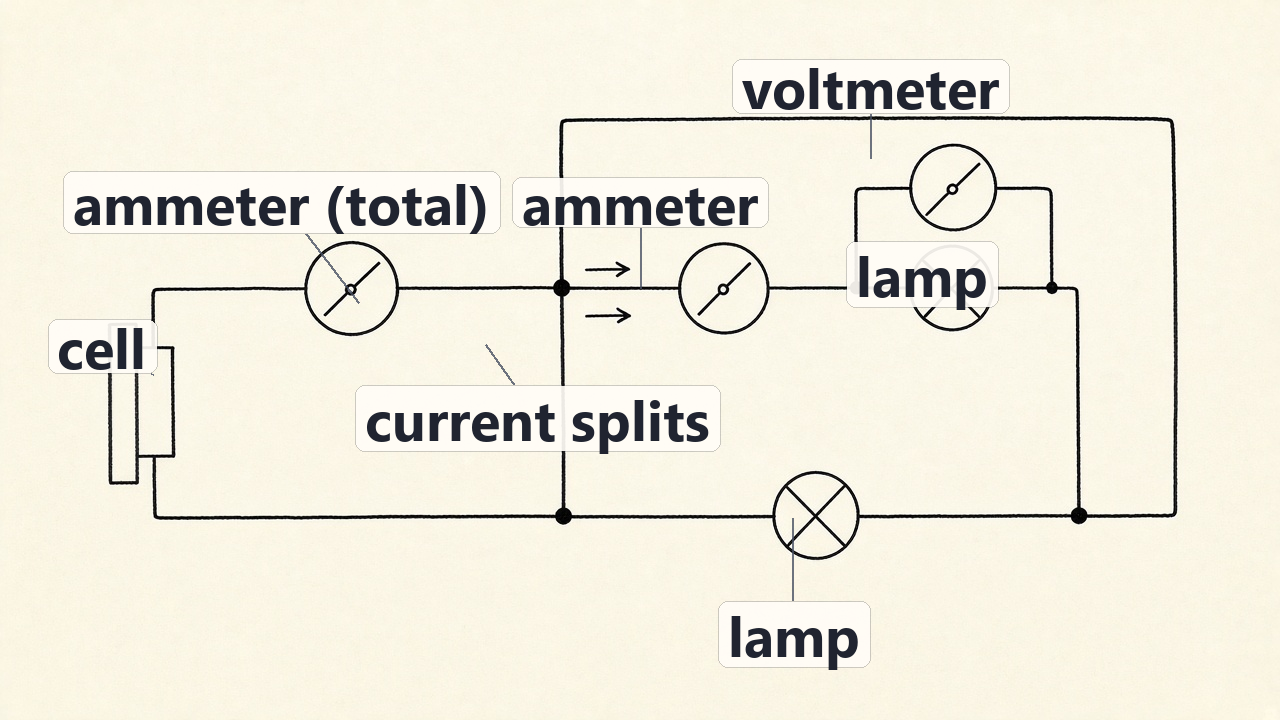 voltmeter
ammeter (total)
ammeter
lamp
cell
current splits
lamp